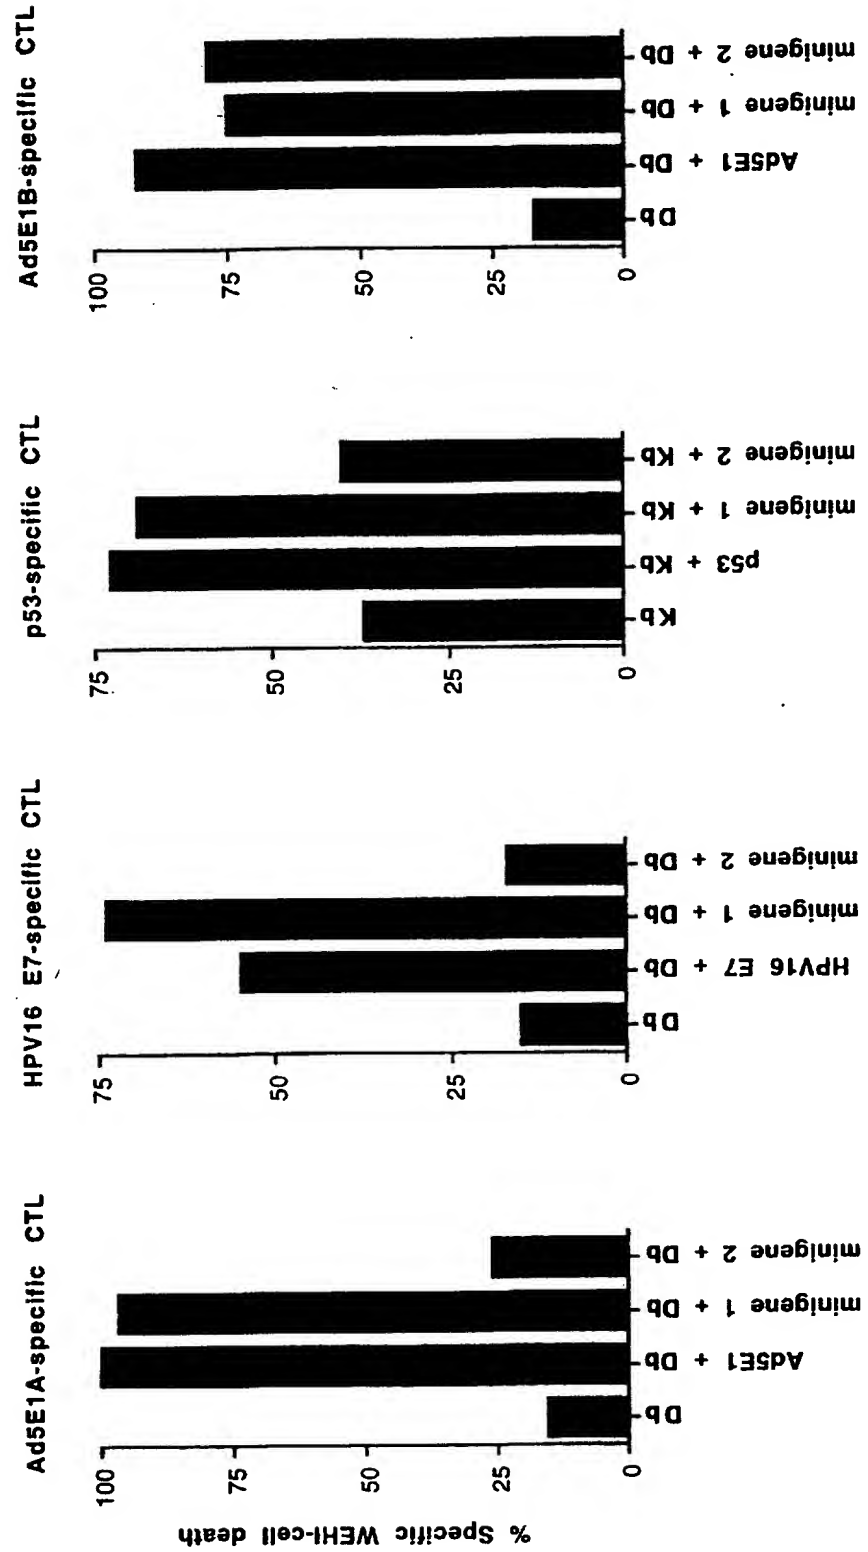 Ad5E1A-specific CTL
% Specific WEHI-cell death
100
75
50
25
0
Db
Ad5E1 + Db
minigene 1 + Db
minigene 2 + Db
HPV16 E7-specific CTL
75
50
25
0
Db
HPV16 E7 + Db
minigene 1 + Db
minigene 2 + Db
p53-specific CTL
75
50
25
0
Kb
p53 + Kb
minigene 1 + Kb
minigene 2 + Kb
Ad5E1B-specific CTL
100
75
50
25
0
Db
Ad5E1 + Db
minigene 1 + Db
minigene 2 + Db